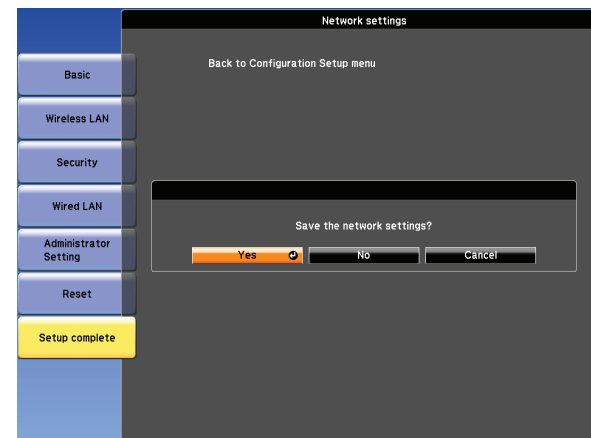 Network settings
Back to Configuration Setup menu
Basic
Wireless LAN
Security
Wired LAN
Administrator
Setting
Reset
Setup complete
Save the network settings?
Yes No Cancel